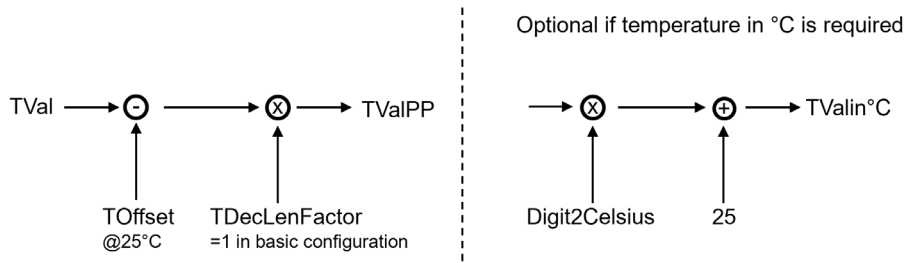 Optional if temperature in °C is required
TVal
-
x
TValPP
x
+
TValin°C
TOffset
@25°C
TDecLenFactor
=1 in basic configuration
Digit2Celsius
25